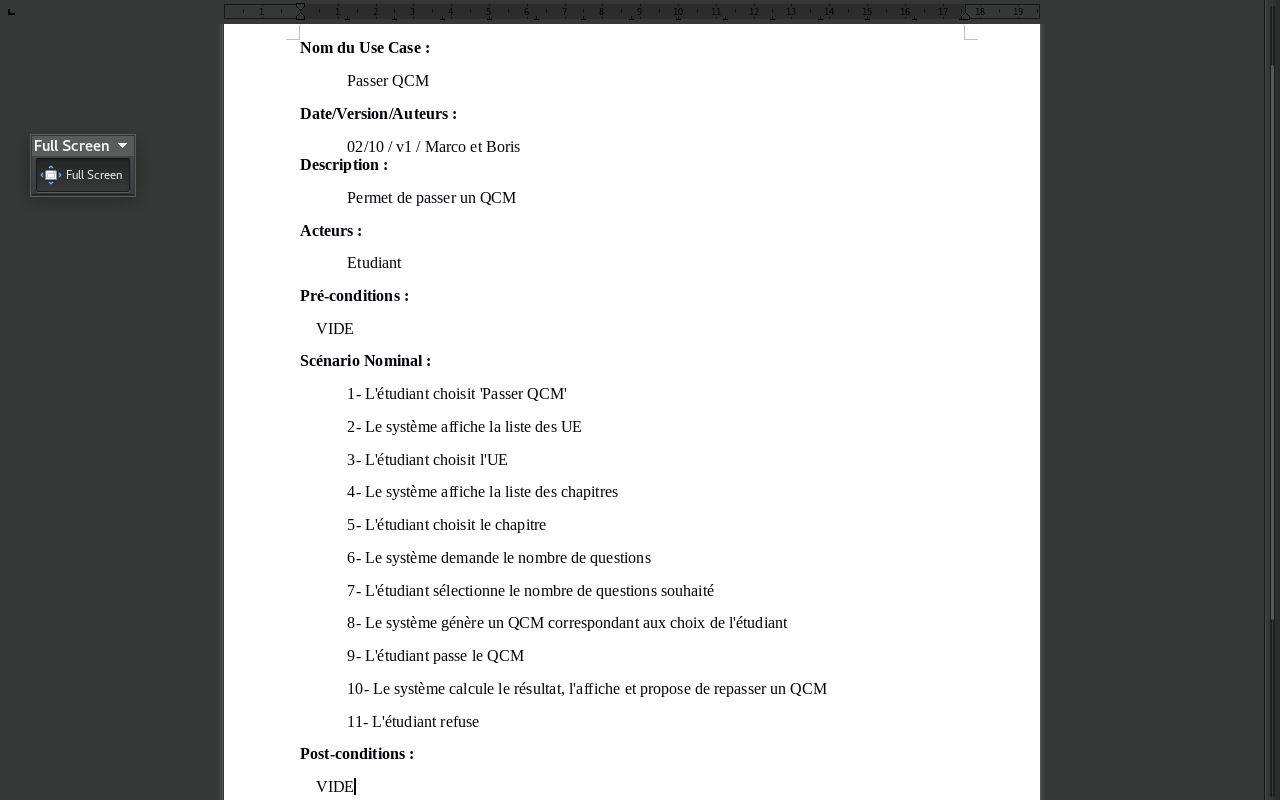 1 1 2 3 4 5 6 7 8 9 10 11 12 13 14 15 16 17 18 19
Nom du Use Case :
Passer QCM
Date/Version/Auteurs :
Full Screen
02/10 / v1 / Marco et Boris
Description :
Full Screen
Permet de passer un QCM
Acteurs :
Etudiant
Pré-conditions :
VIDE
Scénario Nominal :
1- L'étudiant choisit 'Passer QCM'
2- Le système affiche la liste des UE
3- L'étudiant choisit l'UE
4- Le système affiche la liste des chapitres
5- L'étudiant choisit le chapitre
6- Le système demande le nombre de questions
7- L'étudiant sélectionne le nombre de questions souhaité
8- Le système génère un QCM correspondant aux choix de l'étudiant
9- L'étudiant passe le QCM
10- Le système calcule le résultat, l'affiche et propose de repasser un QCM
11- L'étudiant refuse
Post-conditions :
VIDE